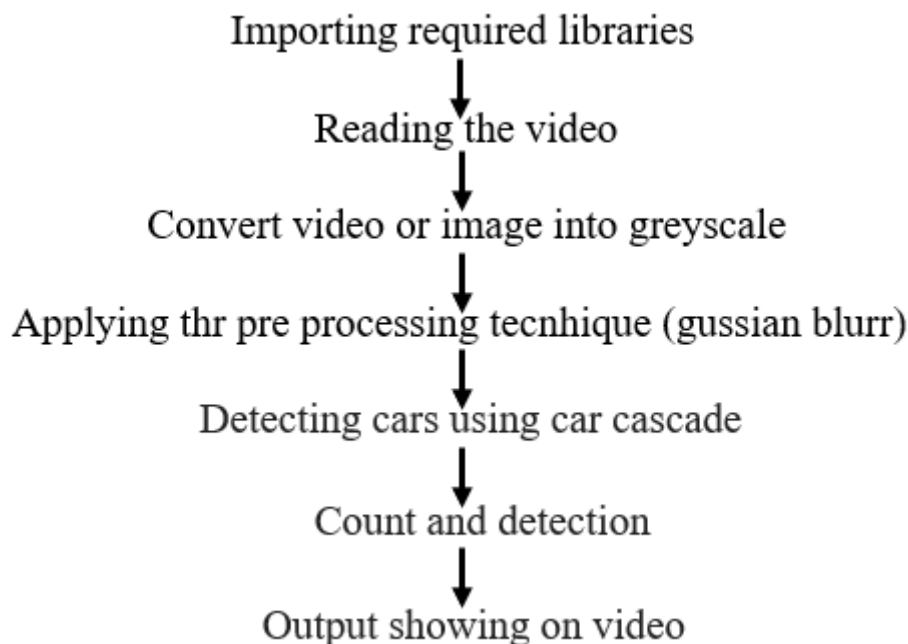 Importing required libraries
Reading the video
Convert video or image into greyscale
Applying thr pre processing tecnhique (gussian blurr)
Detecting cars using car cascade
Count and detection
Output showing on video